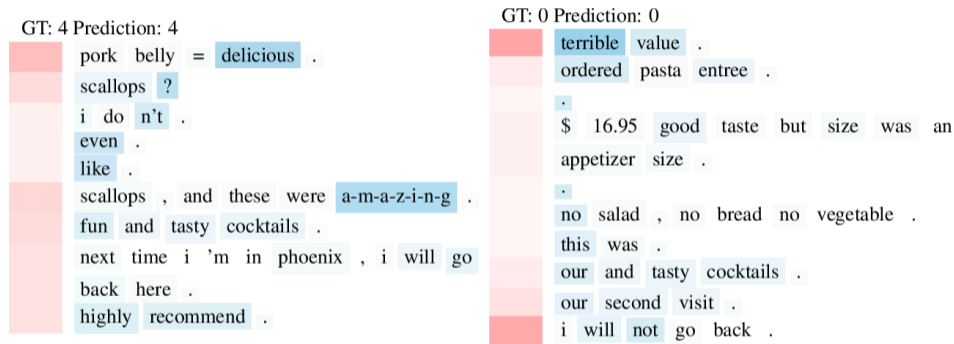 GT: 4 Prediction: 4
pork belly = delicious .
scallops ?
i do n't .
even .
like .
scallops , and these were a-m-a-z-i-n-g .
fun and tasty cocktails .
next time i 'm in phoenix , i will go
back here .
highly recommend .
GT: 0 Prediction: 0
terrible value .
ordered pasta entree .
.
$ 16.95 good taste but size was an
appetizer size .
.
no salad , no bread no vegetable .
this was .
our and tasty cocktails .
our second visit .
i will not go back .